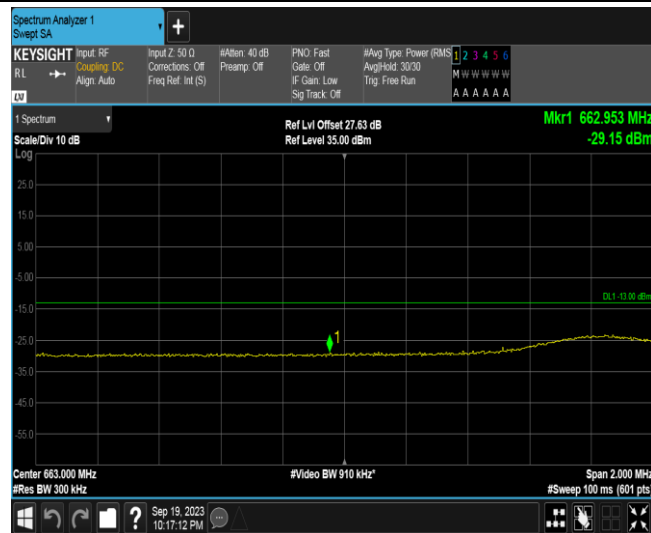 Spectrum Analyzer 1
Swept SA
+
KEYSIGHT
RL
LXI
Input: RF
Coupling: DC
Align: Auto
Input Z: 50 Ω
Corrections: Off
Freq Ref: Int (S)
#Atten: 40 dB
Preamp: Off
PNO: Fast
Gate: Off
IF Gain: Low
Sig Track: Off
#Avg Type: Power (RMS
Avg|Hold: 30/30
Trig: Free Run
1 2 3 4 5 6
M W W W W W
A A A A A A
1 Spectrum
Scale/Div 10 dB
Log
Ref Lvl Offset 27.63 dB
Ref Level 35.00 dBm
Mkr1 662.953 MHz
-29.15 dBm
25.0
15.0
5.00
-5.00
-15.0
-25.0
-35.0
-45.0
-55.0
DL1 -13.00 dBm
1
Center 663.000 MHz
#Res BW 300 kHz
#Video BW 910 kHz*
Span 2.000 MHz
#Sweep 100 ms (601 pts)
?
Sep 19, 2023
10:17:12 PM